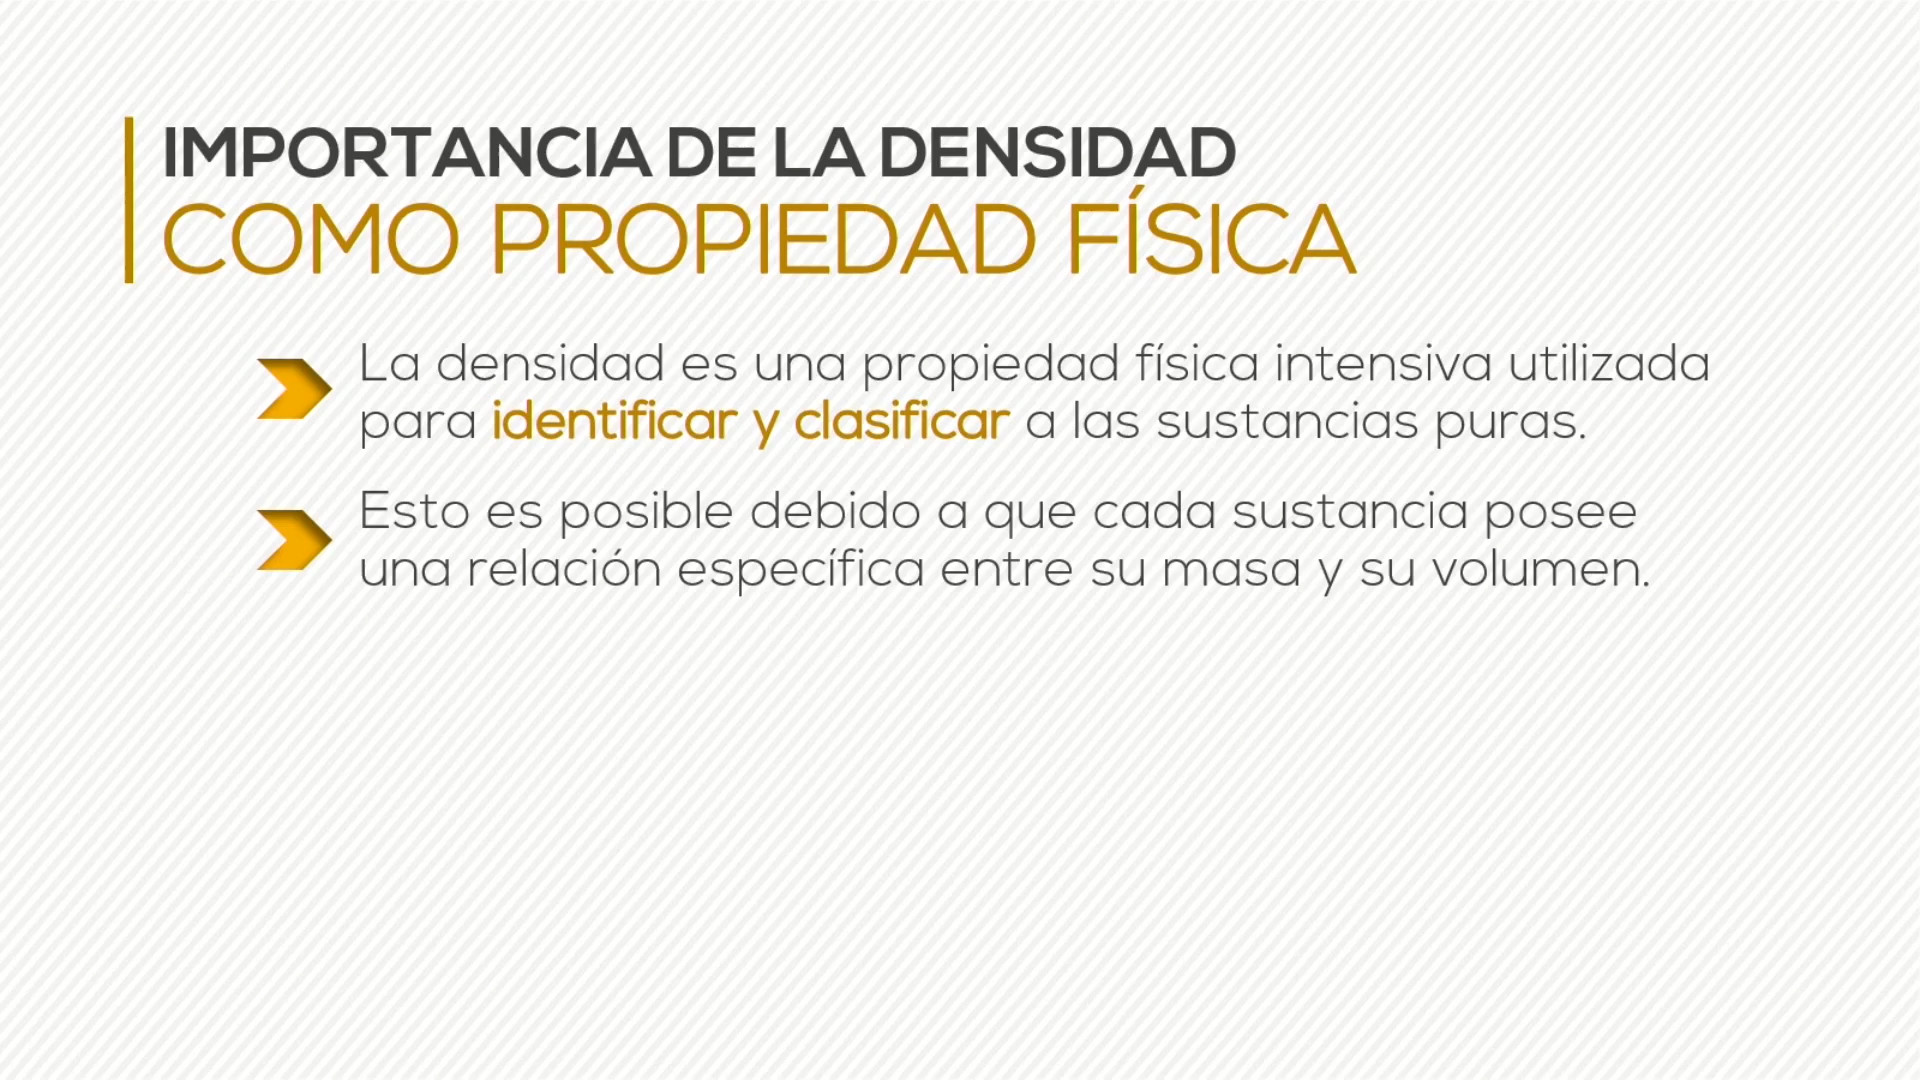 IMPORTANCIA DE LA DENSIDAD
COMO PROPIEDAD FÍSICA
La densidad es una propiedad física intensiva utilizada
para identificar y clasificar a las sustancias puras.
Esto es posible debido a que cada sustancia posee
una relación específica entre su masa y su volumen.